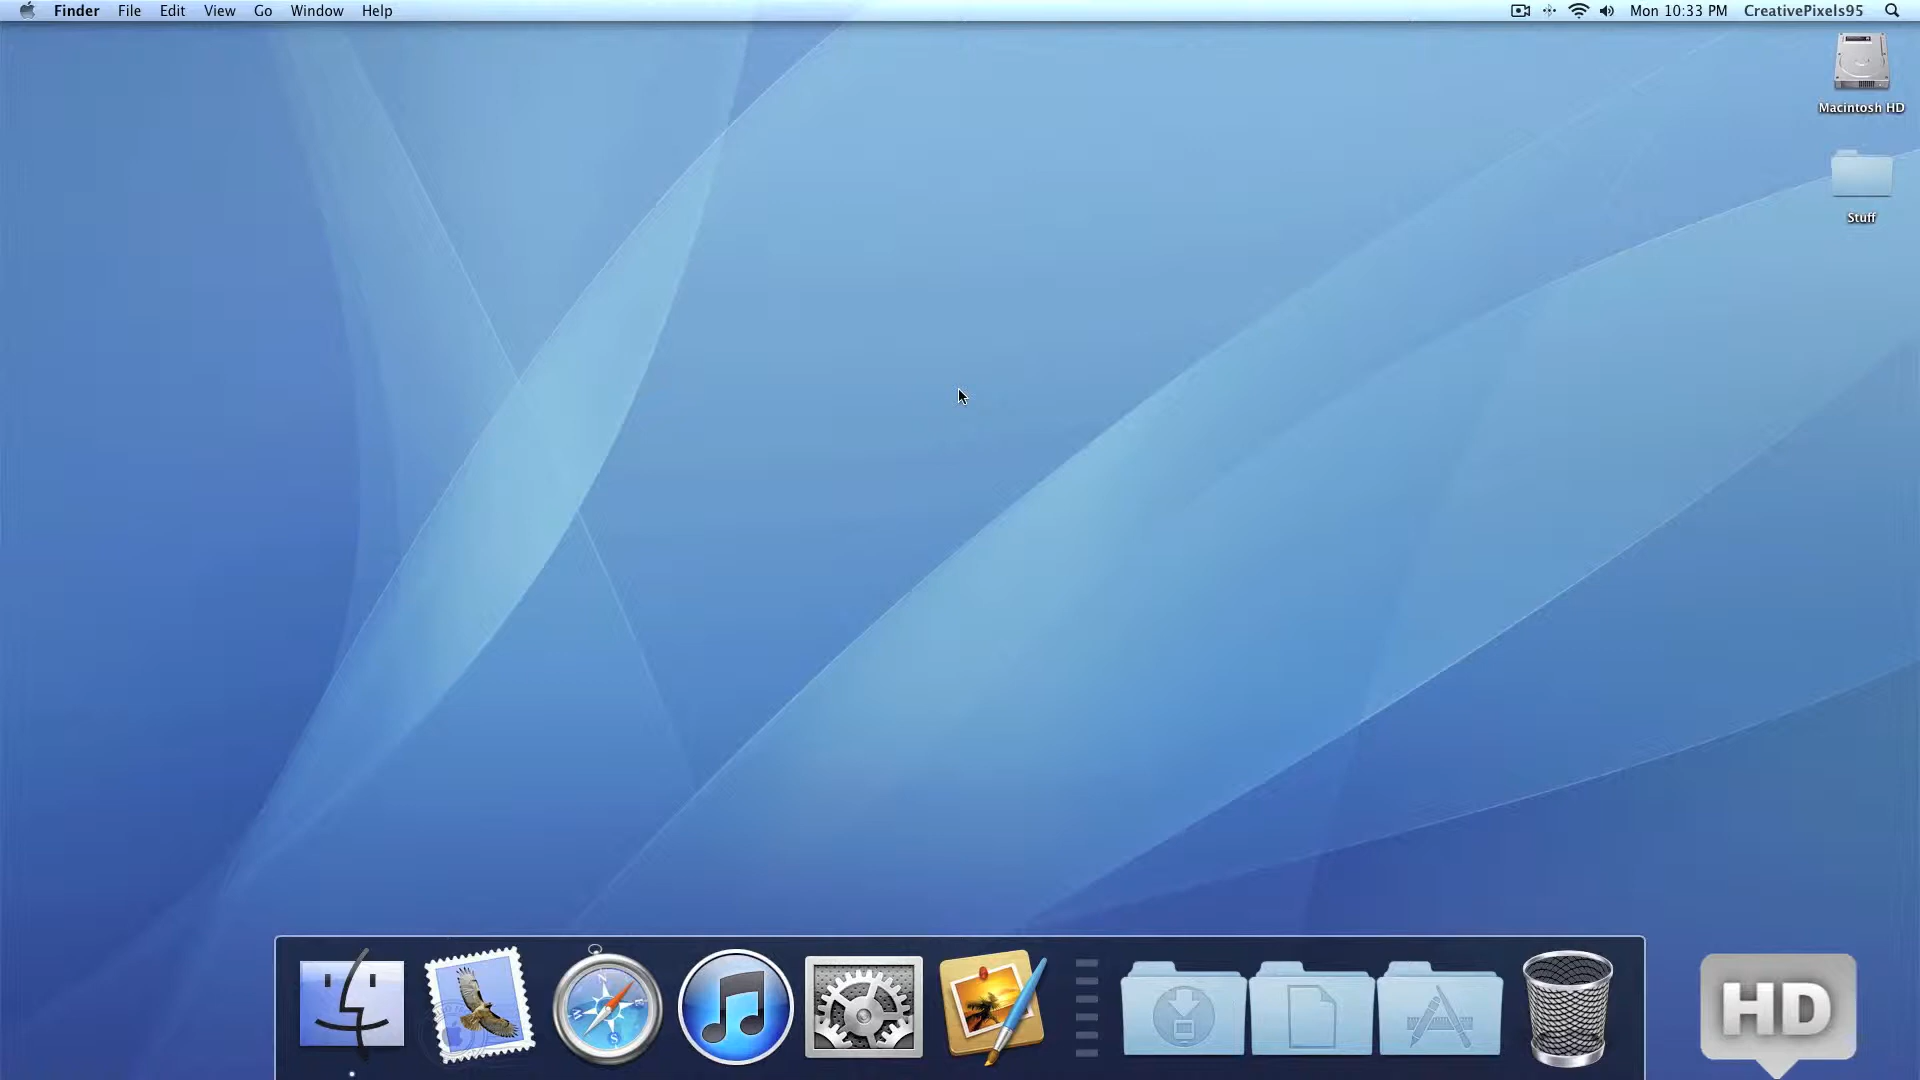 Finder File Edit View Go Window Help Mon 10:33 PM CreativePixels95
Macintosh HD
Stuff
HD